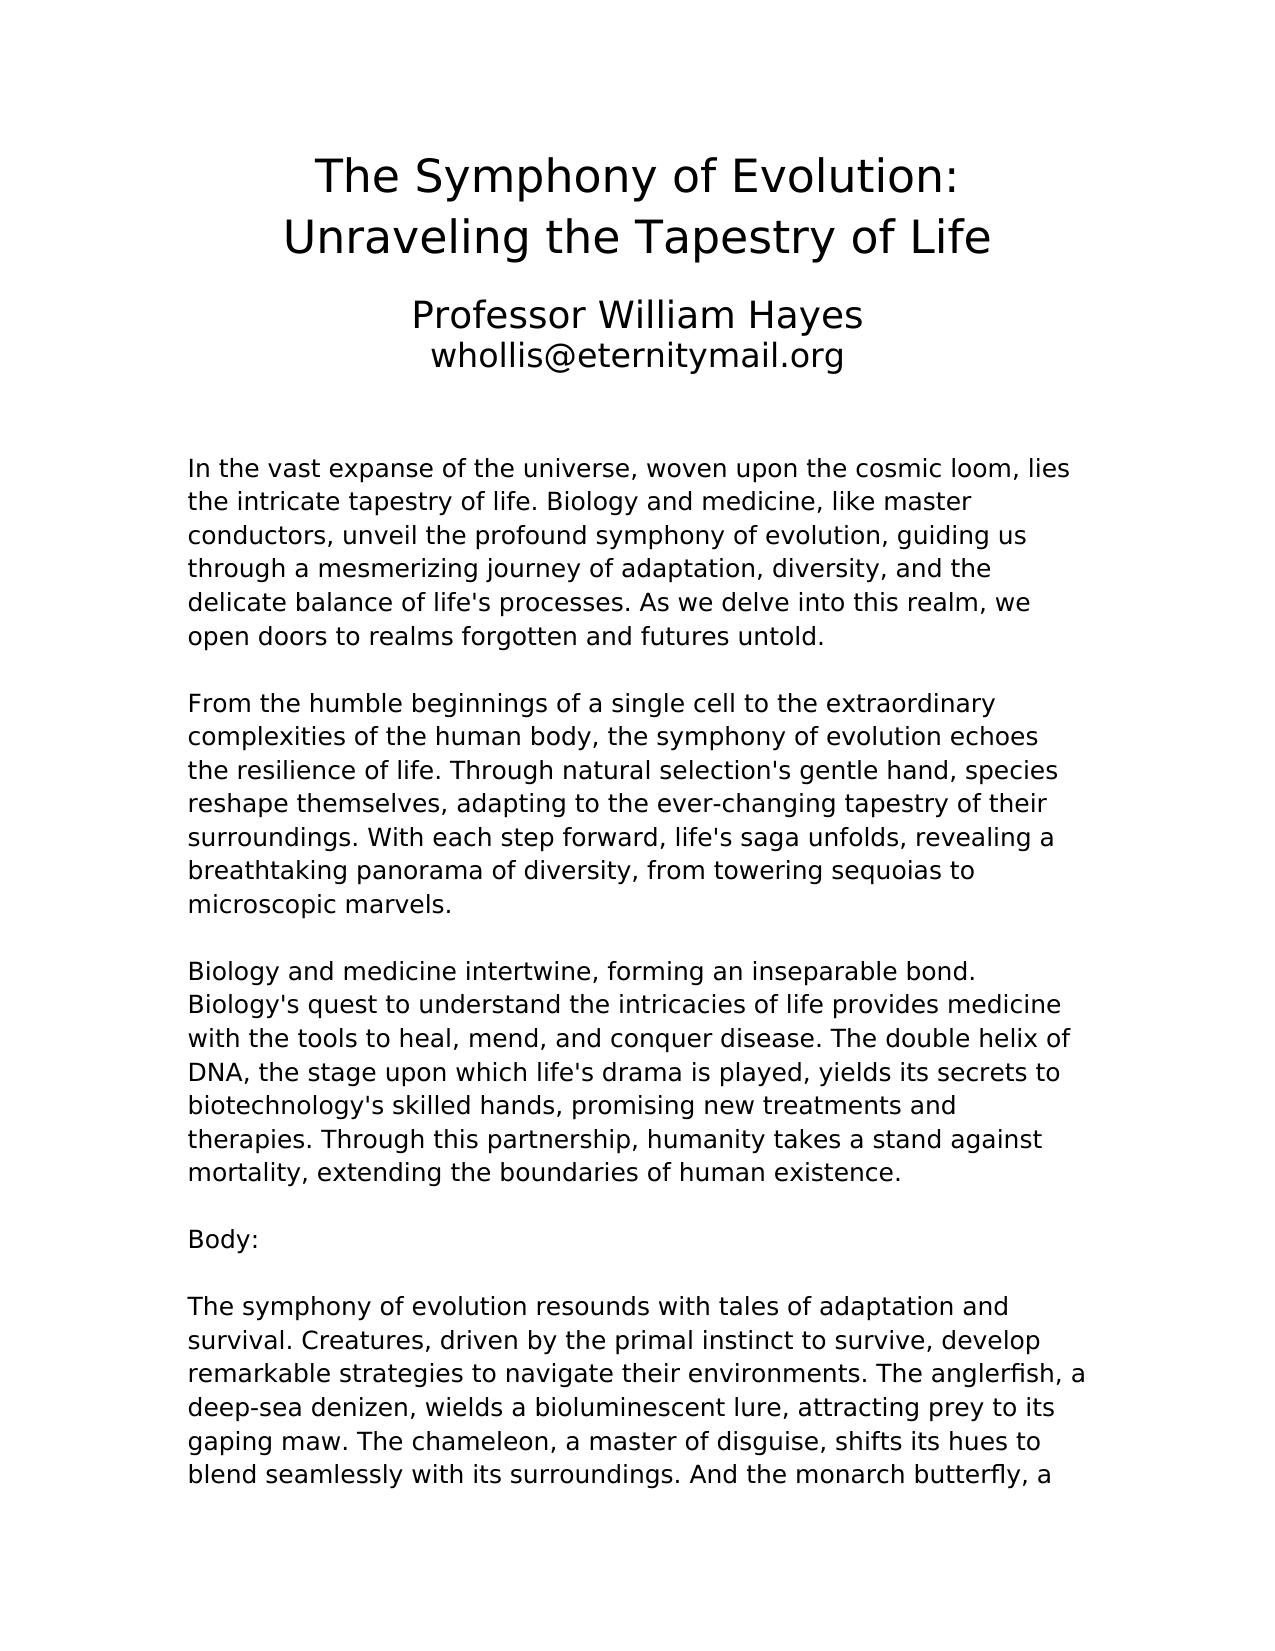 The Symphony of Evolution:
Unraveling the Tapestry of Life
Professor William Hayes
whollis@eternitymail.org
In the vast expanse of the universe, woven upon the cosmic loom, lies
the intricate tapestry of life. Biology and medicine, like master
conductors, unveil the profound symphony of evolution, guiding us
through a mesmerizing journey of adaptation, diversity, and the
delicate balance of life's processes. As we delve into this realm, we
open doors to realms forgotten and futures untold.
From the humble beginnings of a single cell to the extraordinary
complexities of the human body, the symphony of evolution echoes
the resilience of life. Through natural selection's gentle hand, species
reshape themselves, adapting to the ever-changing tapestry of their
surroundings. With each step forward, life's saga unfolds, revealing a
breathtaking panorama of diversity, from towering sequoias to
microscopic marvels.
Biology and medicine intertwine, forming an inseparable bond.
Biology's quest to understand the intricacies of life provides medicine
with the tools to heal, mend, and conquer disease. The double helix of
DNA, the stage upon which life's drama is played, yields its secrets to
biotechnology's skilled hands, promising new treatments and
therapies. Through this partnership, humanity takes a stand against
mortality, extending the boundaries of human existence.
Body:
The symphony of evolution resounds with tales of adaptation and
survival. Creatures, driven by the primal instinct to survive, develop
remarkable strategies to navigate their environments. The anglerfish, a
deep-sea denizen, wields a bioluminescent lure, attracting prey to its
gaping maw. The chameleon, a master of disguise, shifts its hues to
blend seamlessly with its surroundings. And the monarch butterfly, a